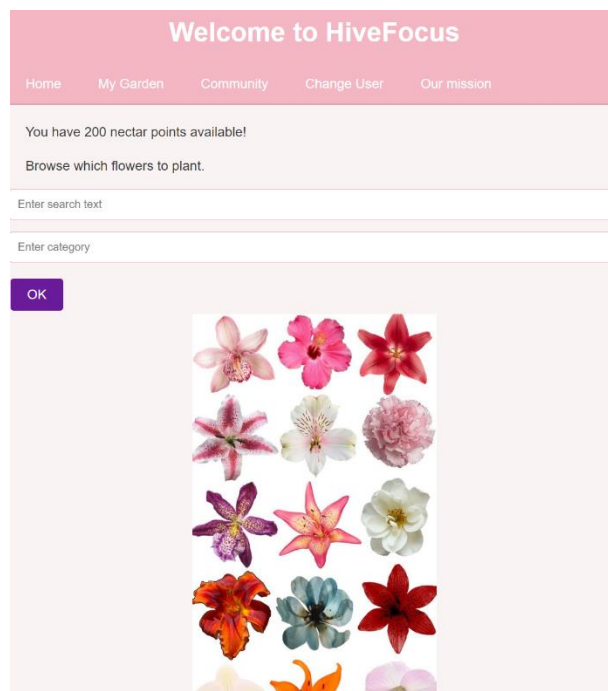 Welcome to HiveFocus
Home My Garden Community Change User Our mission
You have 200 nectar points available!
Browse which flowers to plant.
Enter search text
Enter category
OK